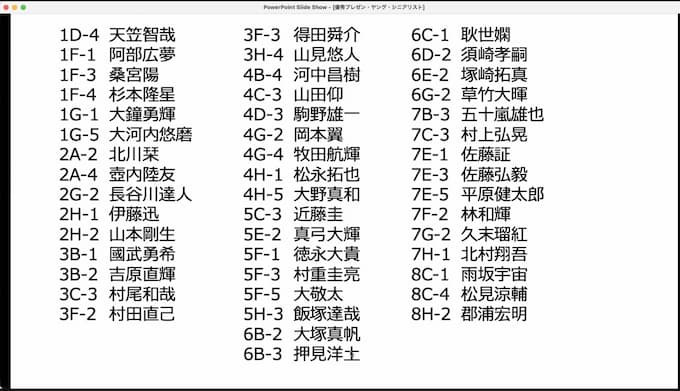 PowerPoint Slide Show - [優秀プレゼン・ヤング・シニアリスト]
1D-4 天笠智哉
1F-1 阿部広夢
1F-3 桑宮陽
1F-4 杉本隆星
1G-1 大鐘勇輝
1G-5 大河内悠磨
2A-2 北川栞
2A-4 壺内陸友
2G-2 長谷川達人
2H-1 伊藤迅
2H-2 山本剛生
3B-1 國武勇希
3B-2 吉原直輝
3C-3 村尾和哉
3F-2 村田直己
3F-3 得田舜介
3H-4 山見悠人
4B-4 河中昌樹
4C-3 山田仰
4D-3 駒野雄一
4G-2 岡本翼
4G-4 牧田航輝
4H-1 松永拓也
4H-5 大野真和
5C-3 近藤圭
5E-2 真弓大輝
5F-1 徳永大貴
5F-3 村重圭亮
5F-5 大敬太
5H-3 飯塚達哉
6B-2 大塚真帆
6B-3 押見洋士
6C-1 耿世嫻
6D-2 須崎孝嗣
6E-2 塚崎拓真
6G-2 草竹大暉
7B-3 五十嵐雄也
7C-3 村上弘晃
7E-1 佐藤証
7E-3 佐藤弘毅
7E-5 平原健太郎
7F-2 林和輝
7G-2 久末瑠紅
7H-1 北村翔吾
8C-1 雨坂宇宙
8C-4 松見涼輔
8H-2 郡浦宏明